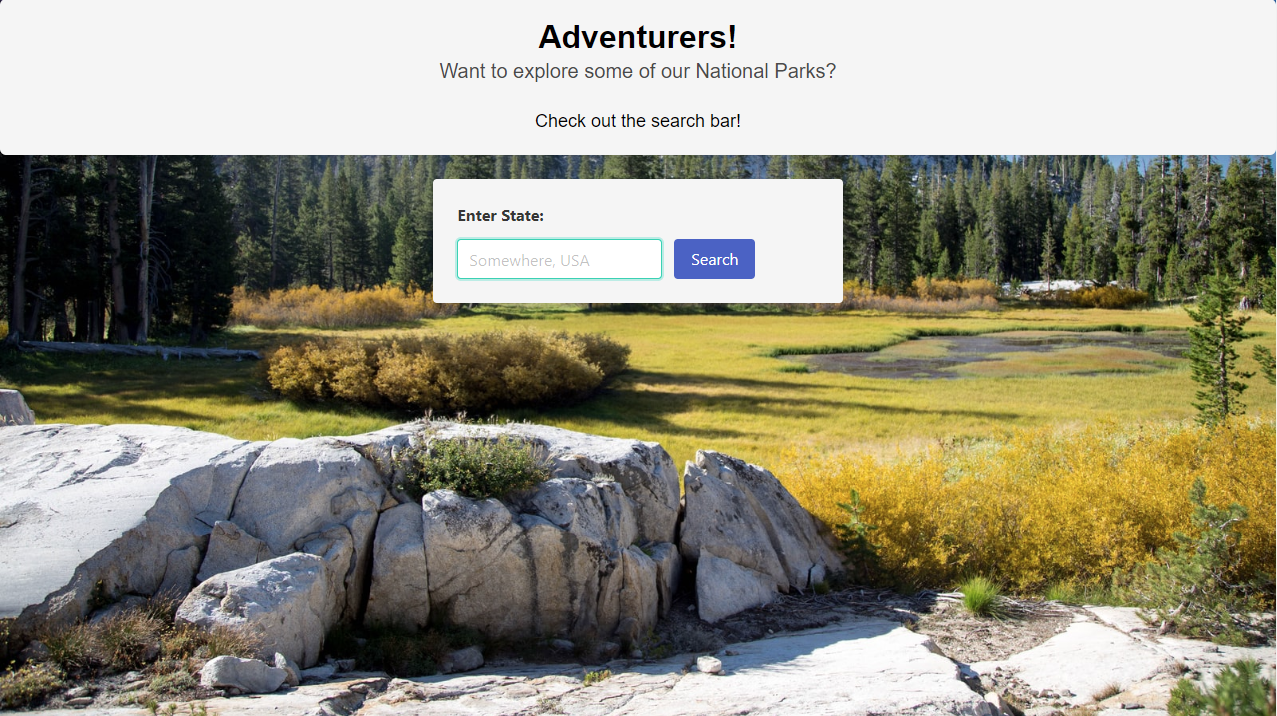 Adventurers!
Want to explore some of our National Parks?
Check out the search bar!
Enter State:
Somewhere, USA
Search